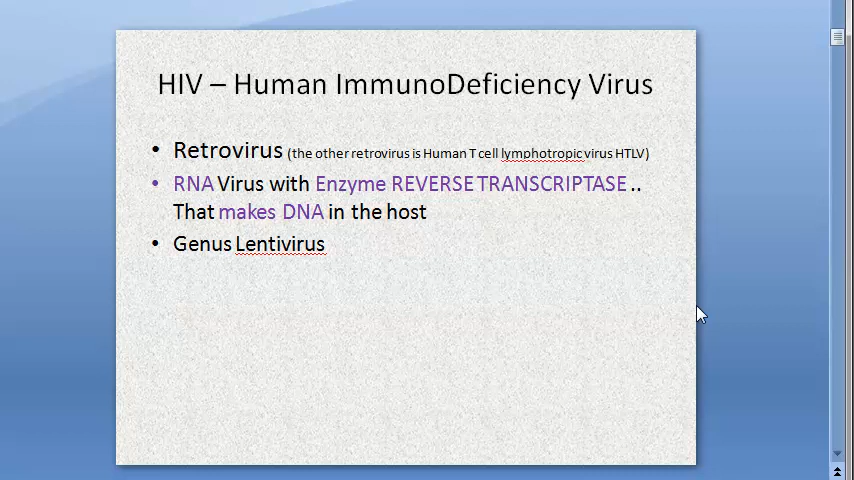 HIV – Human ImmunoDeficiency Virus
• Retrovirus (the other retrovirus is Human T cell lymphotropic virus HTLV)
• RNA Virus with Enzyme REVERSE TRANSCRIPTASE ..
That makes DNA in the host
• Genus Lentivirus